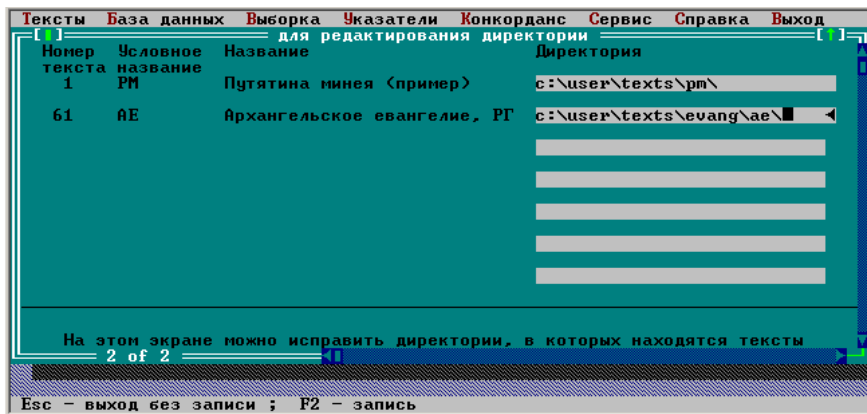 Тексты База данных Выборка Указатели Конкорданс Сервис Справка Выход
[▮] для редактирования директории [↑]
Номер Условное Название Директория
текста название
1 РМ Путятина минея (пример) c:\user\texts\pm\
61 АЕ Архангельское евангелие, РГ c:\user\texts\evang\ae\
На этом экране можно исправить директории, в которых находятся тексты
2 of 2
Esc - выход без записи ; F2 - запись